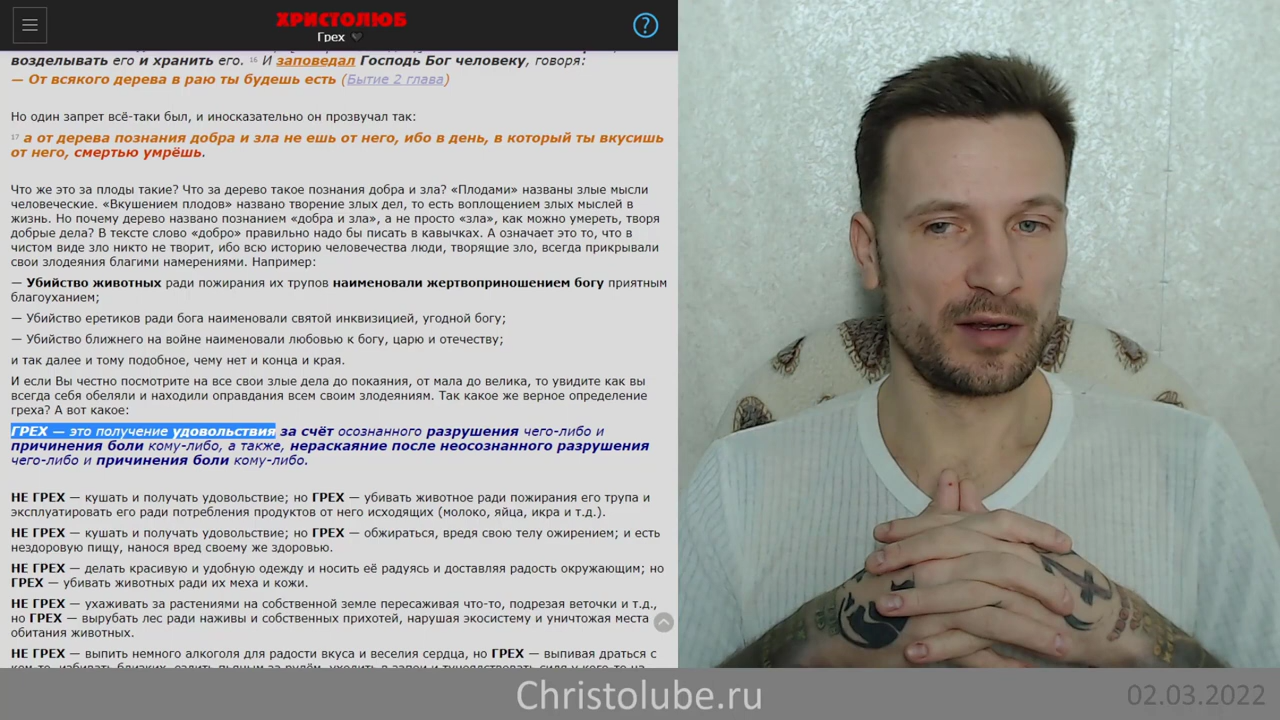 ХРИСТОЛЮБ
Грех
возделывать его и хранить его. 16 И заповедал Господь Бог человеку, говоря:
— От всякого дерева в раю ты будешь есть (Бытие 2 глава)
Но один запрет всё-таки был, и иносказательно он прозвучал так:
17 а от дерева познания добра и зла не ешь от него, ибо в день, в который ты вкусишь
от него, смертью умрёшь.
Что же это за плоды такие? Что за дерево такое познания добра и зла? «Плодами» названы злые мысли
человеческие. «Вкушением плодов» названо творение злых дел, то есть воплощением злых мыслей в
жизнь. Но почему дерево названо познанием «добра и зла», а не просто «зла», как можно умереть, творя
добрые дела? В тексте слово «добро» правильно надо бы писать в кавычках. А означает это то, что в
чистом виде зло никто не творит, ибо всю историю человечества люди, творящие зло, всегда прикрывали
свои злодеяния благими намерениями. Например:
— Убийство животных ради пожирания их трупов наименовали жертвоприношением богу приятным
благоуханием;
— Убийство еретиков ради бога наименовали святой инквизицией, угодной богу;
— Убийство ближнего на войне наименовали любовью к богу, царю и отечеству;
и так далее и тому подобное, чему нет и конца и края.
И если Вы честно посмотрите на все свои злые дела до покаяния, от мала до велика, то увидите как вы
всегда себя обеляли и находили оправдания всем своим злодеяниям. Так какое же верное определение
греха? А вот какое:
ГРЕХ — это получение удовольствия за счёт осознанного разрушения чего-либо и
причинения боли кому-либо, а также, нераскаяние после неосознанного разрушения
чего-либо и причинения боли кому-либо.
НЕ ГРЕХ — кушать и получать удовольствие; но ГРЕХ — убивать животное ради пожирания его трупа и
эксплуатировать его ради потребления продуктов от него исходящих (молоко, яйца, икра и т.д.).
НЕ ГРЕХ — кушать и получать удовольствие; но ГРЕХ — обжираться, вредя свою телу ожирением; и есть
нездоровую пищу, нанося вред своему же здоровью.
НЕ ГРЕХ — делать красивую и удобную одежду и носить её радуясь и доставляя радость окружающим; но
ГРЕХ — убивать животных ради их меха и кожи.
НЕ ГРЕХ — ухаживать за растениями на собственной земле пересаживая что-то, подрезая веточки и т.д.,
но ГРЕХ — вырубать лес ради наживы и собственных прихотей, нарушая экосистему и уничтожая места
обитания животных.
НЕ ГРЕХ — выпить немного алкоголя для радости вкуса и веселия сердца, но ГРЕХ — выпивая драться с
Christolube.ru
02.03.2022